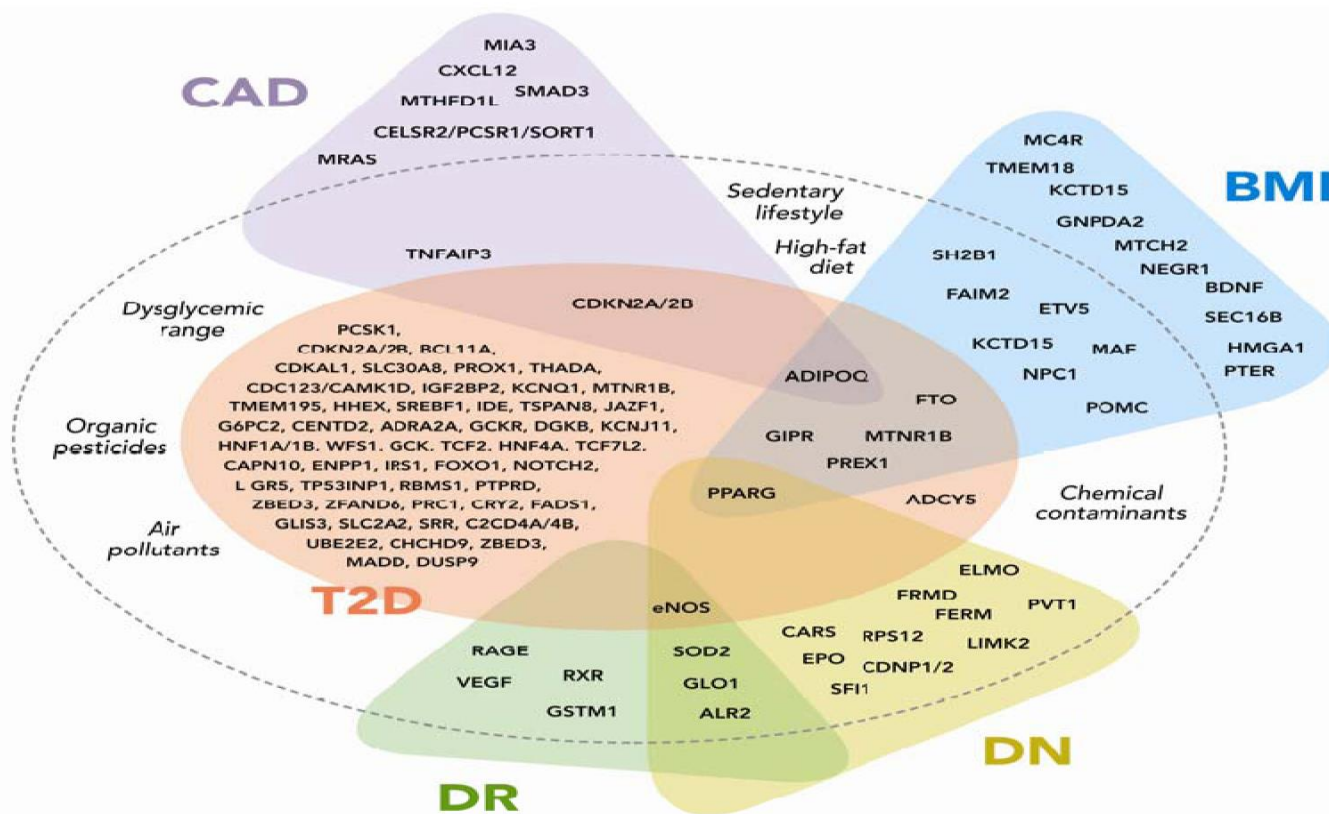 MIA3
CXCL12
SMAD3
MTHFD1L
CAD
CELSR2/PCSR1/SORT1
MRAS
MC4R
TMEM18
KCTD15
BMI
GNPDA2
MTCH2
NEGR1
BDNF
SEC16B
HMGA1
PTER
SH2B1
FAIM2
ETV5
KCTD15
MAF
NPC1
POMC
Sedentary
lifestyle
High-fat
diet
TNFAIP3
CDKN2A/2B
Dysglycemic
range
Organic
pesticides
Air
pollutants
PCSK1,
CDKN2A/2B, BCL11A,
CDKAL1, SLC30A8, PROX1, THADA,
CDC123/CAMK1D, IGF2BP2, KCNQ1, MTNR1B,
TMEM195, HHEX, SREBF1, IDE, TSPAN8, JAZF1,
G6PC2, CENTD2, ADRA2A, GCKR, DGKB, KCNJ11,
HNF1A/1B, WFS1, GCK, TCF2, HNF4A, TCF7L2,
CAPN10, ENPP1, IRS1, FOXO1, NOTCH2,
LGR5, TP53INP1, RBMS1, PTPRD,
ZBED3, ZFAND6, PRC1, CRY2, FADS1,
GLIS3, SLC2A2, SRR, C2CD4A/4B,
UBE2E2, CHCHD9, ZBED3,
MADD, DUSP9
T2D
ADIPOQ
FTO
GIPR
MTNR1B
PREX1
PPARG
ADCY5
Chemical
contaminants
eNOS
SOD2
GLO1
ALR2
RAGE
VEGF
RXR
GSTM1
DR
ELMO
FRMD
FERM
PVT1
CARS
RPS12
LIMK2
EPO
CDNP1/2
SFI1
DN